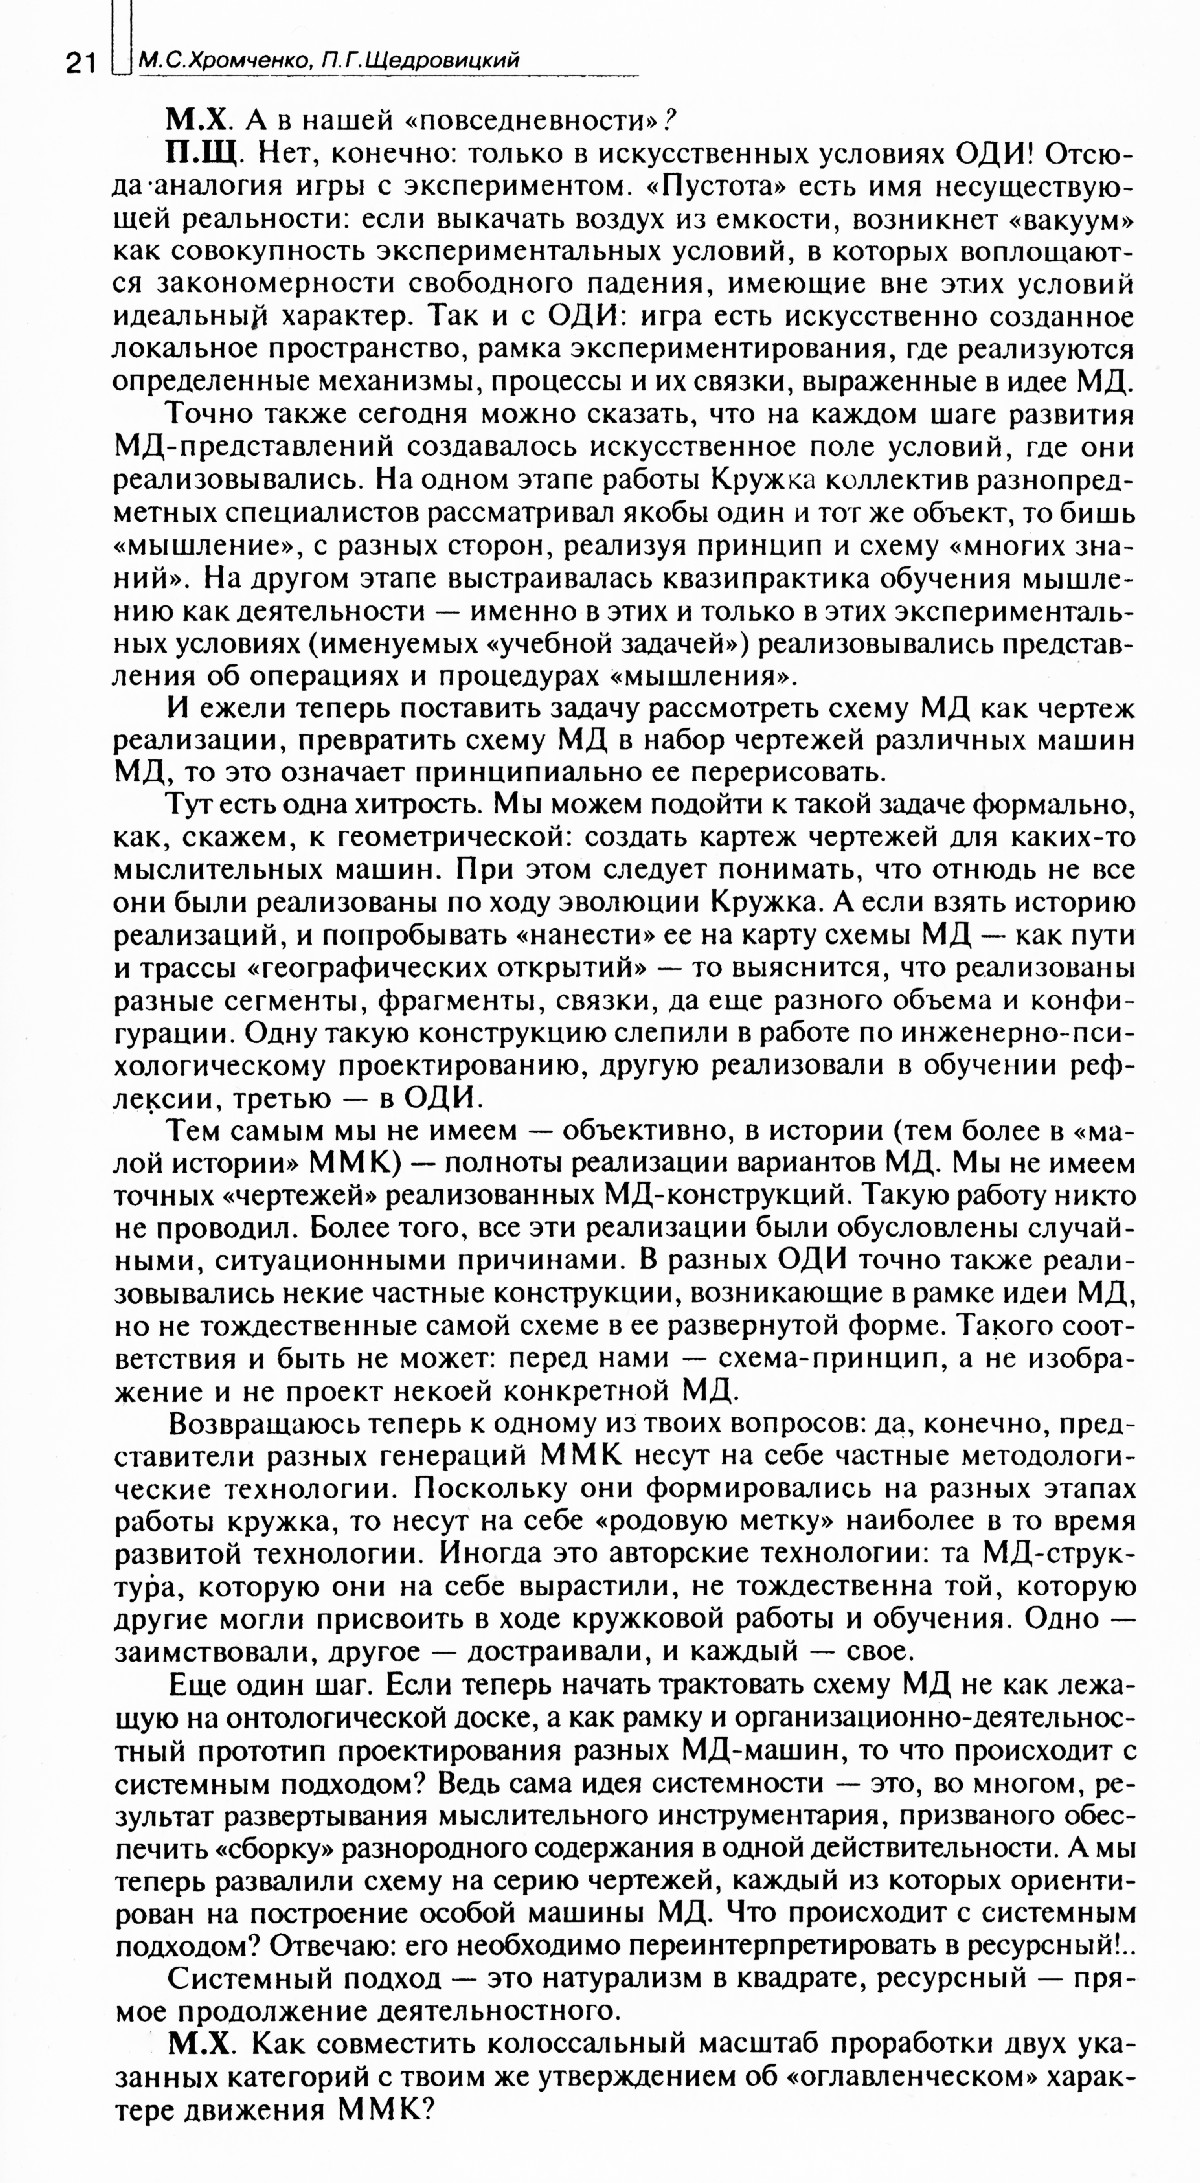 21
М.С.Хромченко, П.Г.Щедровицкий
М.Х. А в нашей «повседневности»?
П.Щ. Нет, конечно: только в искусственных условиях ОДИ! Отсю-
да аналогия игры с экспериментом. «Пустота» есть имя несуществую-
щей реальности: если выкачать воздух из емкости, возникнет «вакуум»
как совокупность экспериментальных условий, в которых воплощают-
ся закономерности свободного падения, имеющие вне этих условий
идеальный характер. Так и с ОДИ: игра есть искусственно созданное
локальное пространство, рамка экспериментирования, где реализуются
определенные механизмы, процессы и их связки, выраженные в идее МД.
Точно также сегодня можно сказать, что на каждом шаге развития
МД-представлений создавалось искусственное поле условий, где они
реализовывались. На одном этапе работы Кружка коллектив разнопред-
метных специалистов рассматривал якобы один и тот же объект, то бишь
«мышление», с разных сторон, реализуя принцип и схему «многих зна-
ний». На другом этапе выстраивалась квазипрактика обучения мышле-
нию как деятельности — именно в этих и только в этих эксперименталь-
ных условиях (именуемых «учебной задачей») реализовывались представ-
ления об операциях и процедурах «мышления».
И ежели теперь поставить задачу рассмотреть схему МД как чертеж
реализации, превратить схему МД в набор чертежей различных машин
МД, то это означает принципиально ее перерисовать.
Тут есть одна хитрость. Мы можем подойти к такой задаче формально,
как, скажем, к геометрической: создать картеж чертежей для каких-то
мыслительных машин. При этом следует понимать, что отнюдь не все
они были реализованы по ходу эволюции Кружка. А если взять историю
реализаций, и попробывать «нанести» ее на карту схемы МД — как пути
и трассы «географических открытий» — то выяснится, что реализованы
разные сегменты, фрагменты, связки, да еще разного объема и конфи-
гурации. Одну такую конструкцию слепили в работе по инженерно-пси-
хологическому проектированию, другую реализовали в обучении реф-
лексии, третью — в ОДИ.
Тем самым мы не имеем — объективно, в истории (тем более в «ма-
лой истории» ММК) — полноты реализации вариантов МД. Мы не имеем
точных «чертежей» реализованных МД-конструкций. Такую работу никто
не проводил. Более того, все эти реализации были обусловлены случай-
ными, ситуационными причинами. В разных ОДИ точно также реали-
зовывались некие частные конструкции, возникающие в рамке идеи МД,
но не тождественные самой схеме в ее развернутой форме. Такого соот-
ветствия и быть не может: перед нами — схема-принцип, а не изобра-
жение и не проект некоей конкретной МД.
Возвращаюсь теперь к одному из твоих вопросов: да, конечно, пред-
ставители разных генераций ММК несут на себе частные методологи-
ческие технологии. Поскольку они формировались на разных этапах
работы кружка, то несут на себе «родовую метку» наиболее в то время
развитой технологии. Иногда это авторские технологии: та МД-струк-
тура, которую они на себе вырастили, не тождественна той, которую
другие могли присвоить в ходе кружковой работы и обучения. Одно —
заимствовали, другое — достраивали, и каждый — свое.
Еще один шаг. Если теперь начать трактовать схему МД не как лежа-
щую на онтологической доске, а как рамку и организационно-деятельнос-
тный прототип проектирования разных МД-машин, то что происходит с
системным подходом? Ведь сама идея системности — это, во многом, ре-
зультат развертывания мыслительного инструментария, призваного обес-
печить «сборку» разнородного содержания в одной действительности. А мы
теперь развалили схему на серию чертежей, каждый из которых ориенти-
рован на построение особой машины МД. Что происходит с системным
подходом? Отвечаю: его необходимо переинтерпретировать в ресурсный!..
Системный подход — это натурализм в квадрате, ресурсный — пря-
мое продолжение деятельностного.
М.Х. Как совместить колоссальный масштаб проработки двух ука-
занных категорий с твоим же утверждением об «оглавленческом» харак-
тере движения ММК?